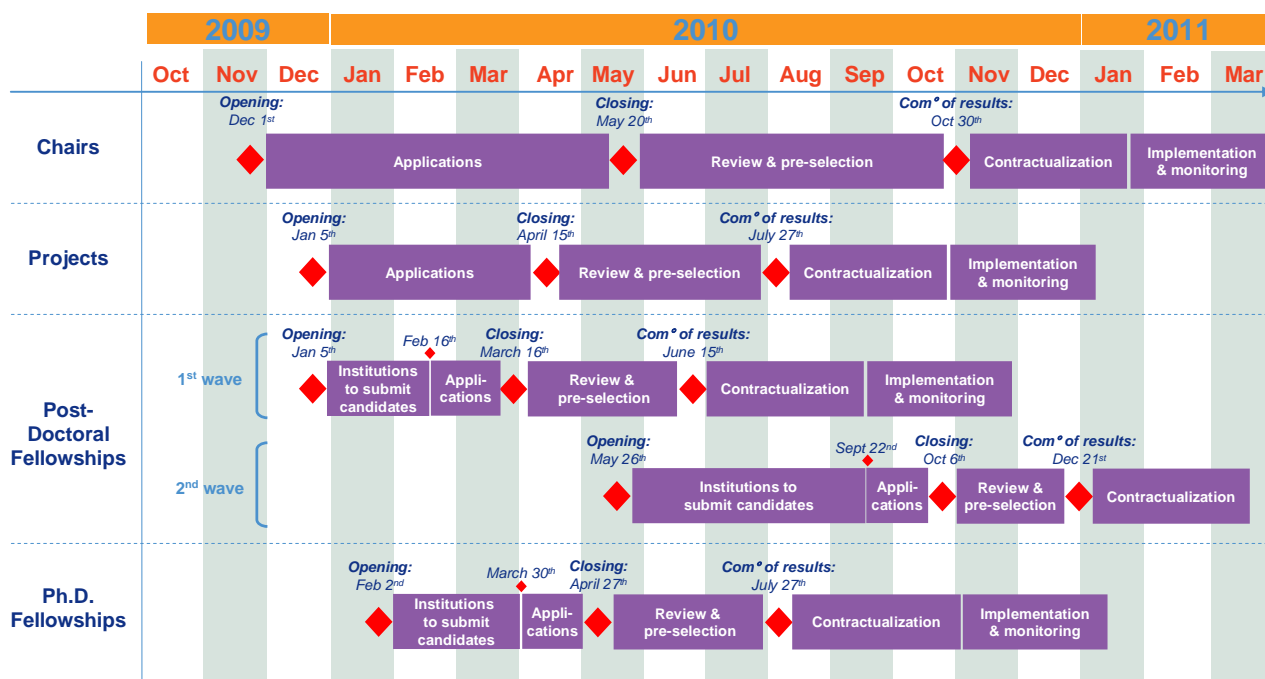 2009 2010 2011
Oct Nov Dec Jan Feb Mar Apr May Jun Jul Aug Sep Oct Nov Dec Jan Feb Mar
Chairs
Opening:
Dec 1st
Closing:
May 20th
Com° of results:
Oct 30th
Applications
Review & pre-selection
Contractualization
Implementation
& monitoring
Projects
Opening:
Jan 5th
Closing:
April 15th
Com° of results:
July 27th
Applications
Review & pre-selection
Contractualization
Implementation
& monitoring
Post-
Doctoral
Fellowships
1st wave
Opening:
Jan 5th
Feb 16th
Closing:
March 16th
Com° of results:
June 15th
Institutions
to submit
candidates
Appli-
cations
Review &
pre-selection
Contractualization
Implementation
& monitoring
2nd wave
Opening:
May 26th
Sept 22nd
Closing:
Oct 6th
Com° of results:
Dec 21st
Institutions to
submit candidates
Appli-
cations
Review &
pre-selection
Contractualization
Ph.D.
Fellowships
Opening:
Feb 2nd
March 30th
Closing:
April 27th
Com° of results:
July 27th
Institutions
to submit
candidates
Appli-
cations
Review &
pre-selection
Contractualization
Implementation
& monitoring